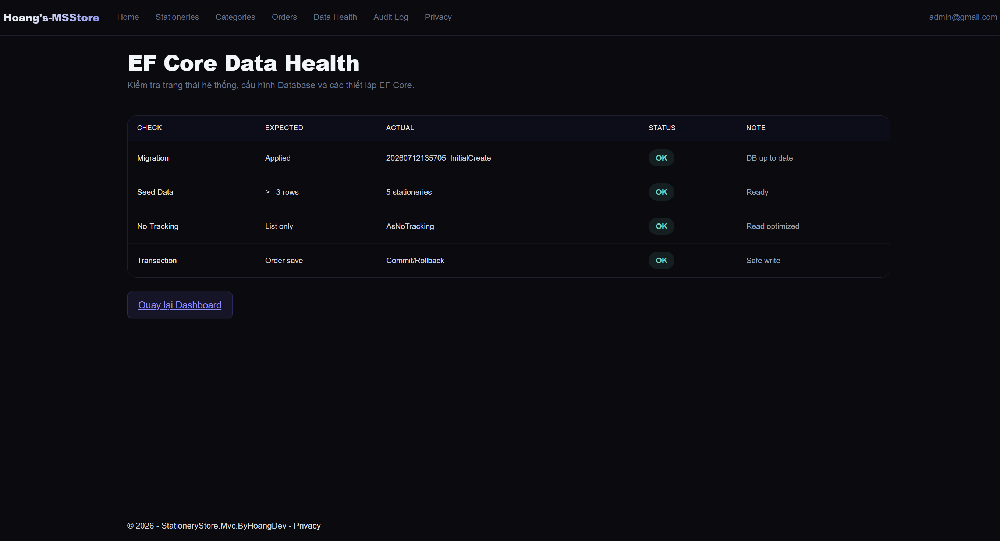 Hoang's-MSStore Home Stationeries Categories Orders Data Health Audit Log Privacy admin@gmail.com
EF Core Data Health
Kiểm tra trạng thái hệ thống, cấu hình Database và các thiết lập EF Core.
CHECK EXPECTED ACTUAL STATUS NOTE
Migration Applied 20260712135705_InitialCreate OK DB up to date
Seed Data >= 3 rows 5 stationeries OK Ready
No-Tracking List only AsNoTracking OK Read optimized
Transaction Order save Commit/Rollback OK Safe write
Quay lại Dashboard
© 2026 - StationeryStore.Mvc.ByHoangDev - Privacy